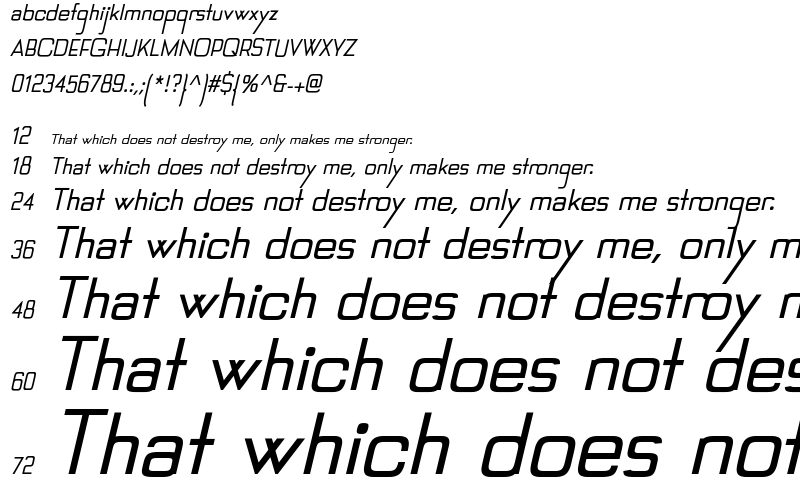 abcdefghijklmnopqrstuvwxyz
ABCDEFGHIJKLMNOPQRSTUVWXYZ
0123456789.:,;(*!?|^)#$|%^&-+@
12 That which does not destroy me, only makes me stronger.
18 That which does not destroy me, only makes me stronger.
24 That which does not destroy me, only makes me stronger.
36 That which does not destroy me, only m
48 That which does not destroy m
60 That which does not des
72 That which does not